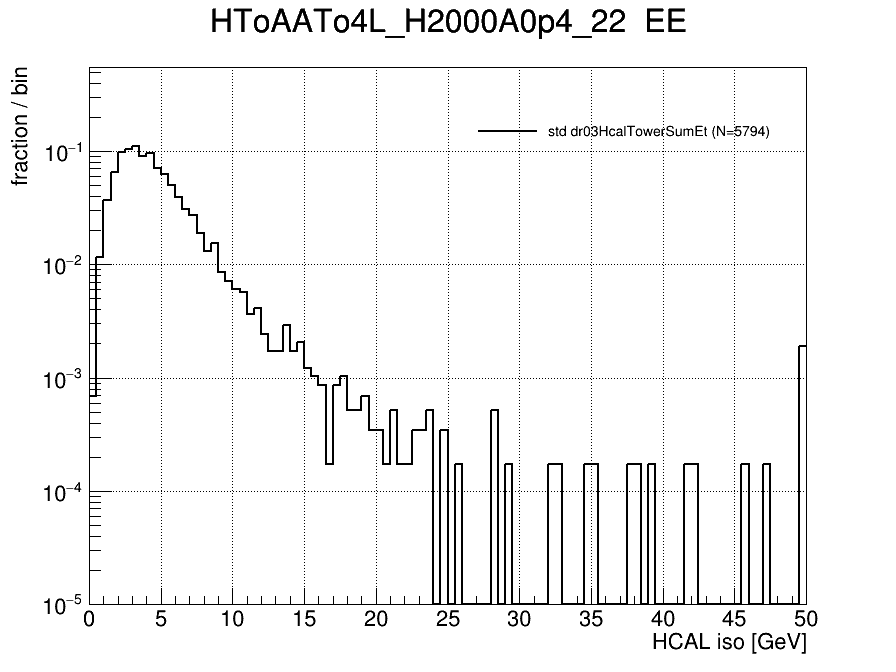 HToAATo4L_H2000A0p4_22 EE
fraction / bin
std dr03HcalTowerSumEt (N=5794)
10⁻¹
10⁻²
10⁻³
10⁻⁴
10⁻⁵
0 5 10 15 20 25 30 35 40 45 50
HCAL iso [GeV]